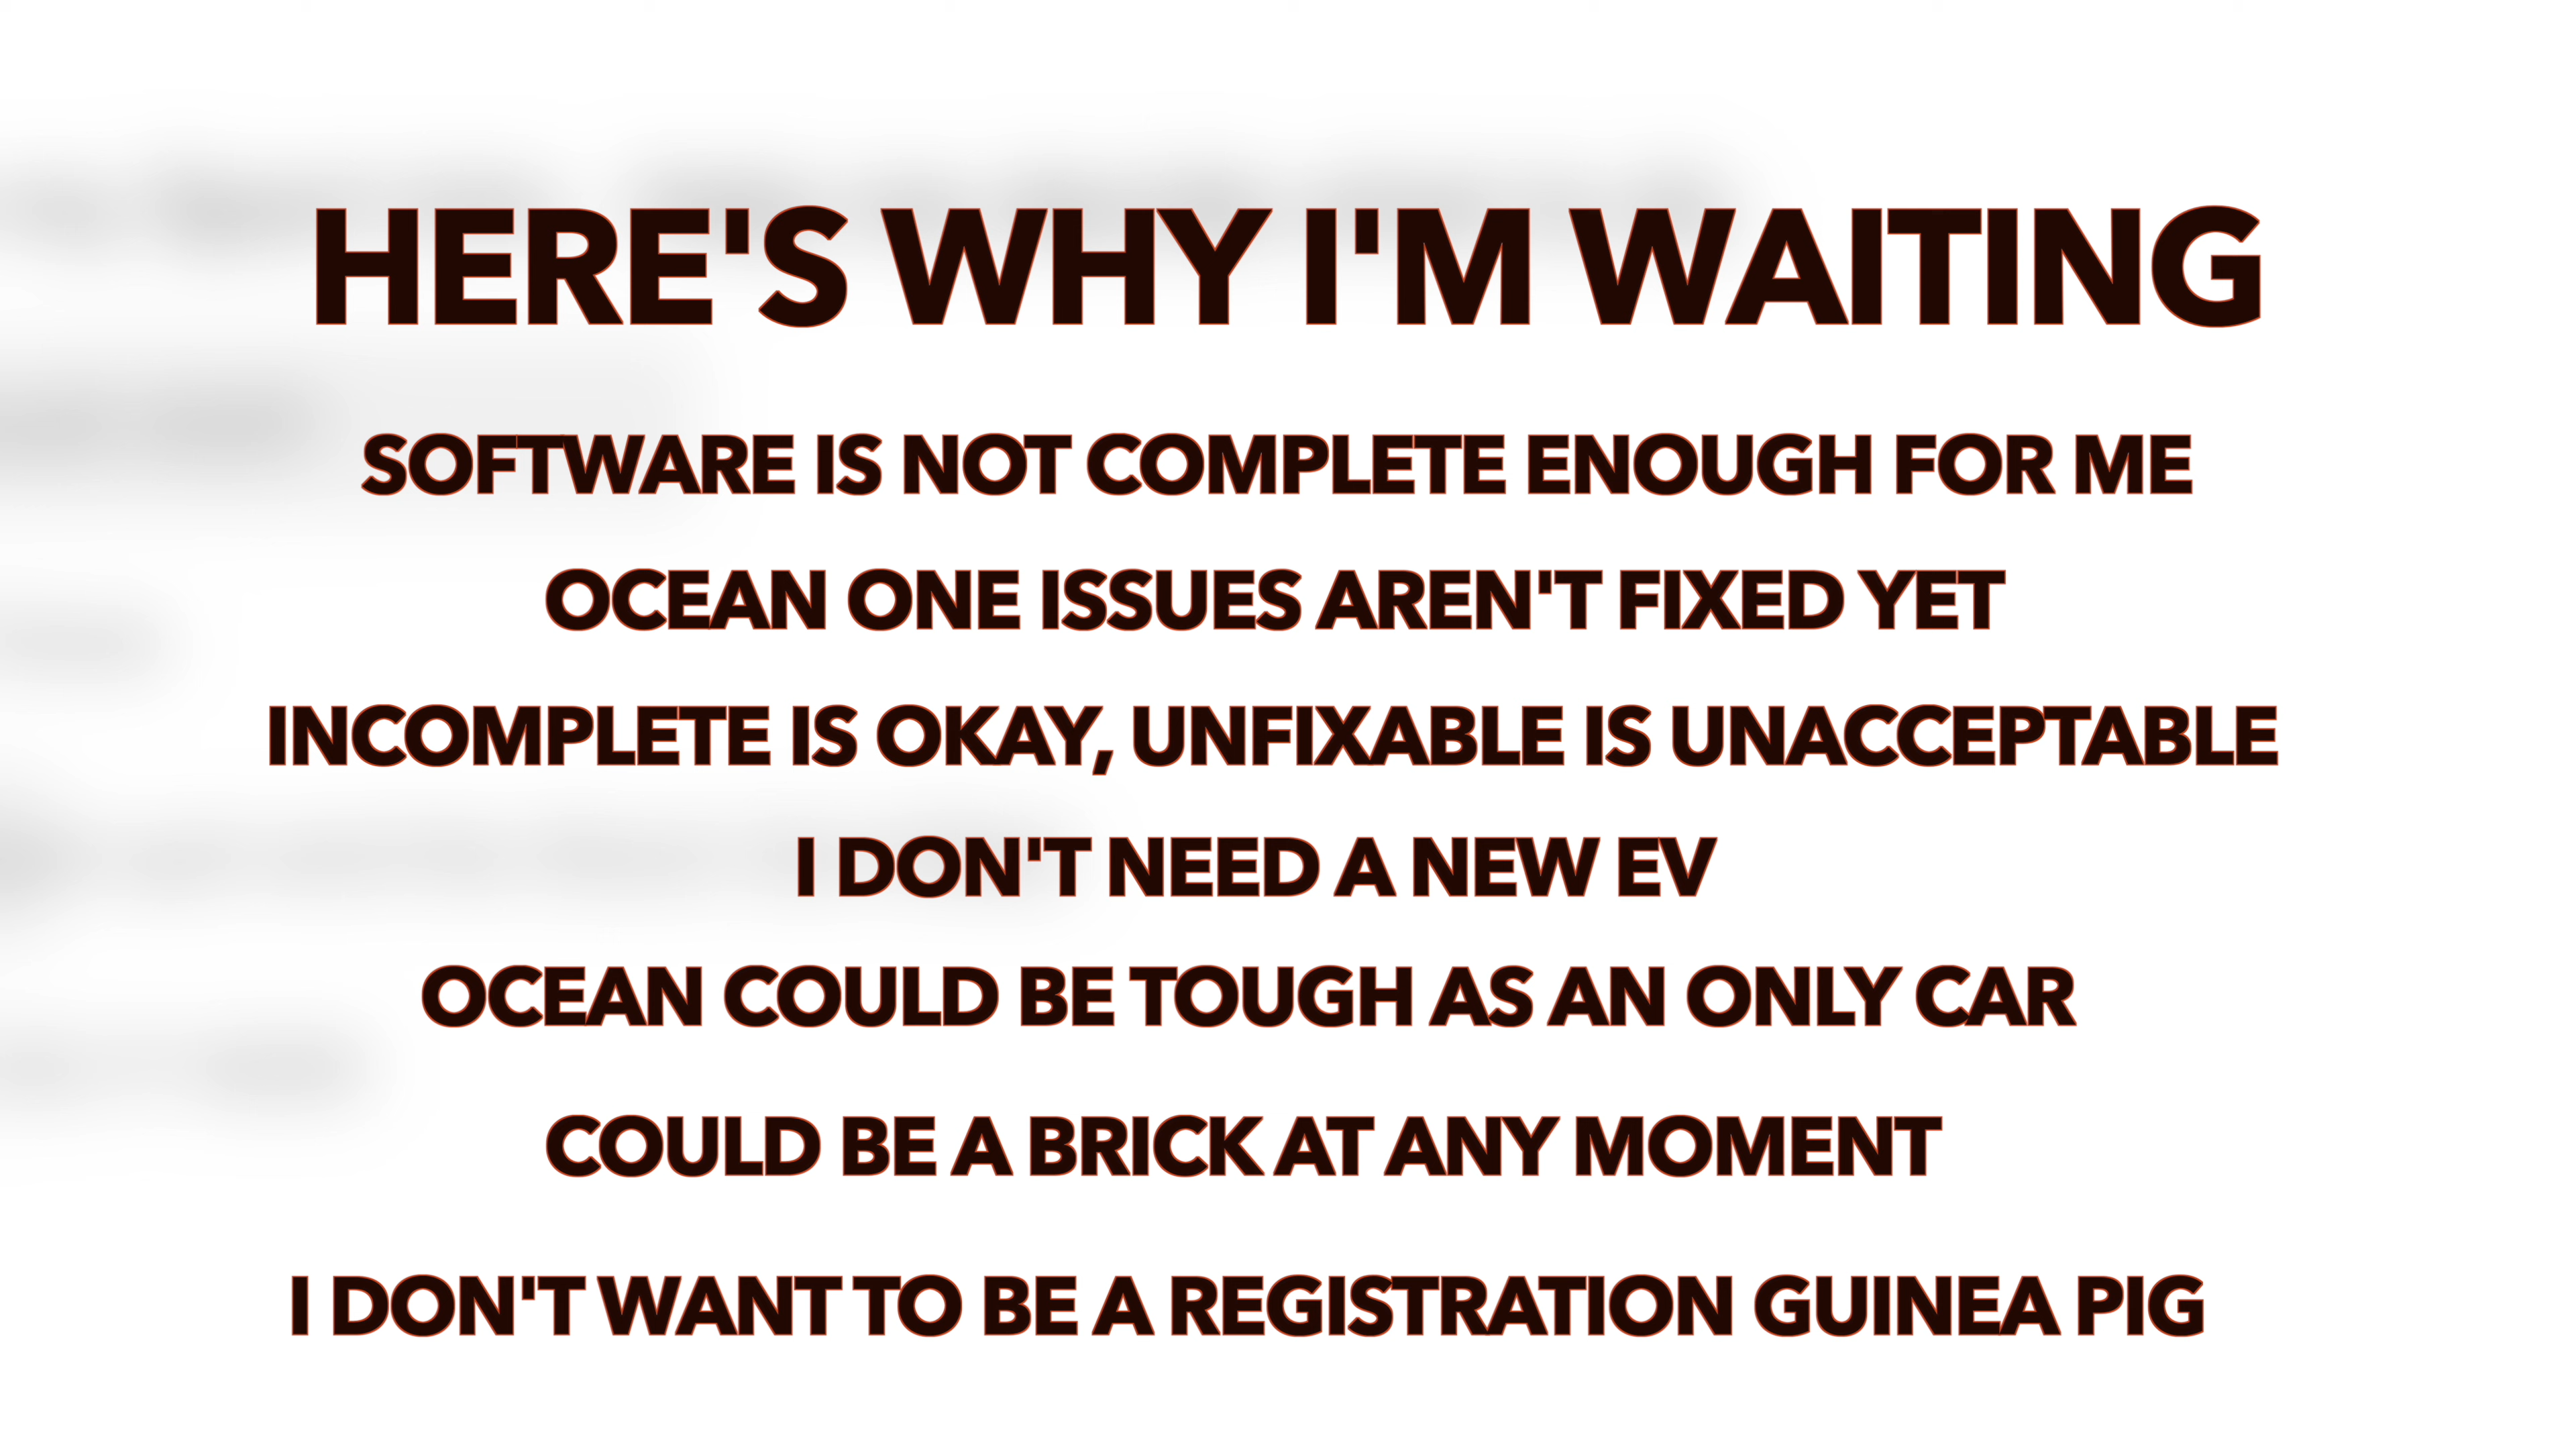 HERE'S WHY I'M WAITING
SOFTWARE IS NOT COMPLETE ENOUGH FOR ME
OCEAN ONE ISSUES AREN'T FIXED YET
INCOMPLETE IS OKAY, UNFIXABLE IS UNACCEPTABLE
I DON'T NEED A NEW EV
OCEAN COULD BE TOUGH AS AN ONLY CAR
COULD BE A BRICK AT ANY MOMENT
I DON'T WANT TO BE A REGISTRATION GUINEA PIG